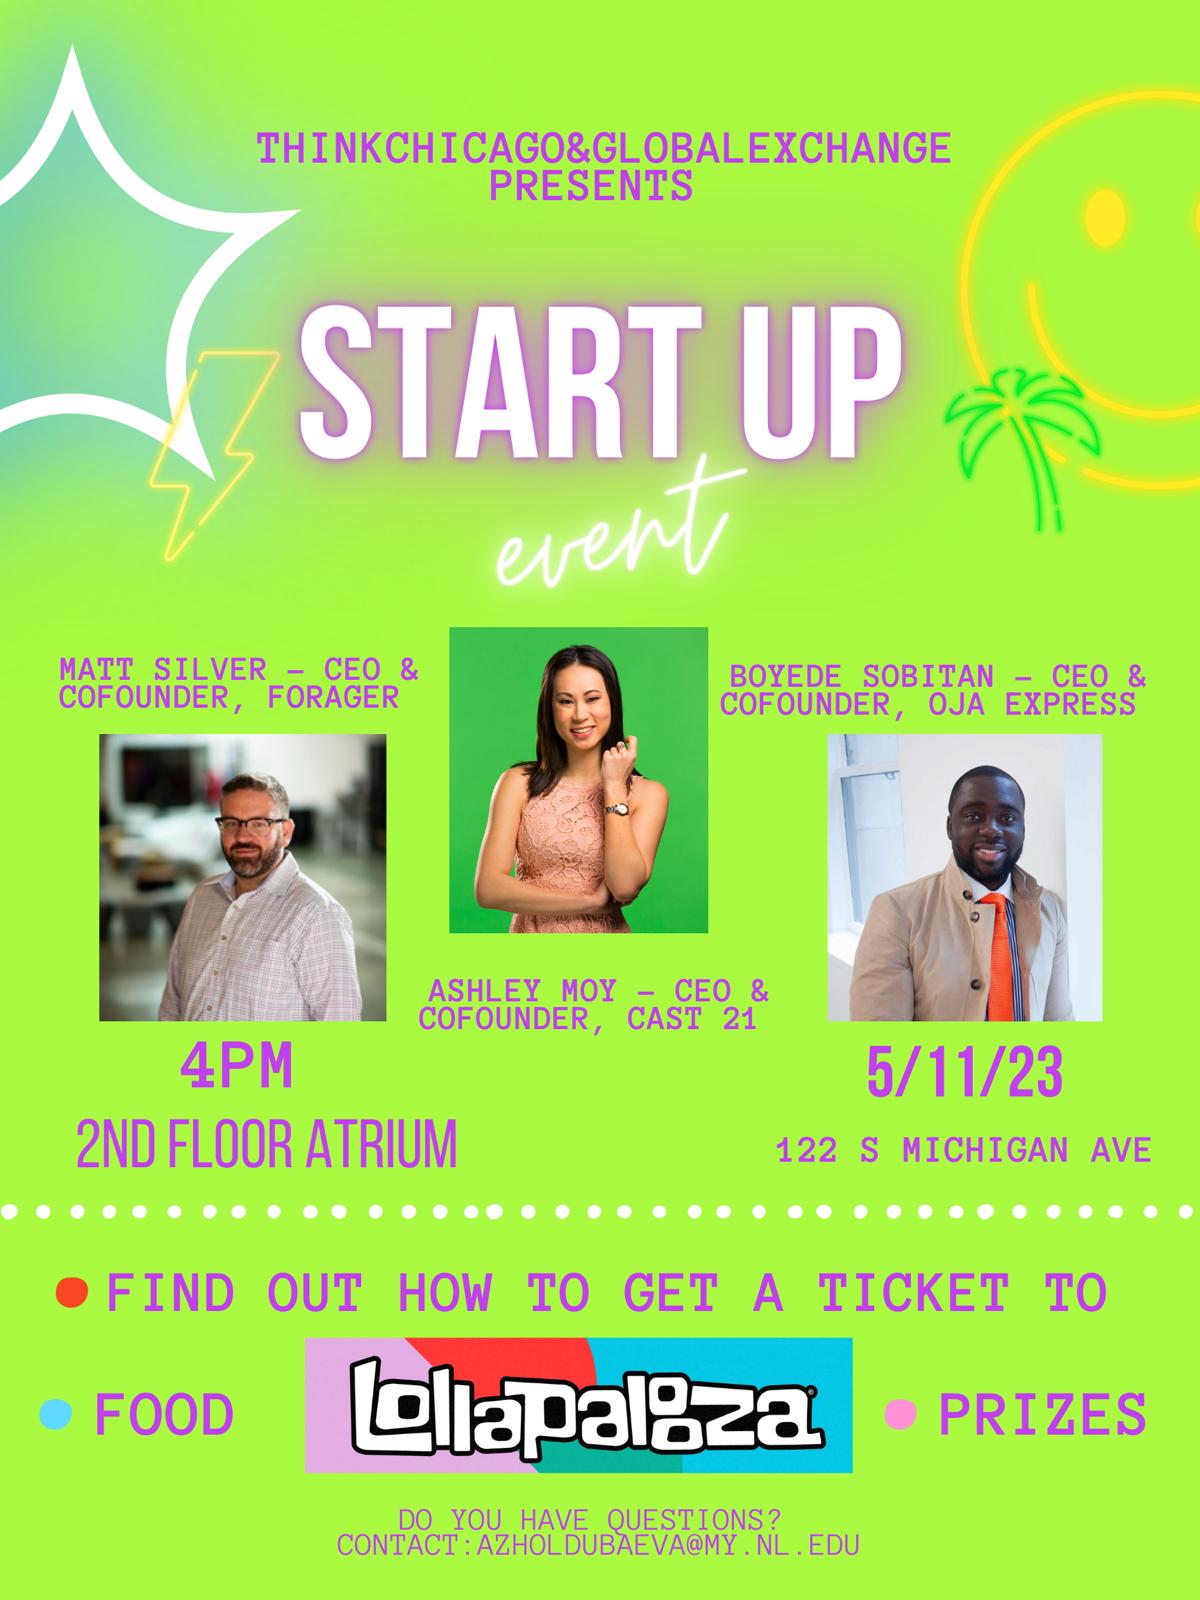 THINKCHICAGO&GLOBALEXCHANGE
PRESENTS
START UP
event
MATT SILVER – CEO &
COFOUNDER, FORAGER
BOYEDE SOBITAN – CEO &
COFOUNDER, OJA EXPRESS
ASHLEY MOY – CEO &
COFOUNDER, CAST 21
4PM
5/11/23
2ND FLOOR ATRIUM
122 S MICHIGAN AVE
FIND OUT HOW TO GET A TICKET TO
Lollapalooza®
FOOD
PRIZES
DO YOU HAVE QUESTIONS?
CONTACT:AZHOLDUBAEVA@MY.NL.EDU